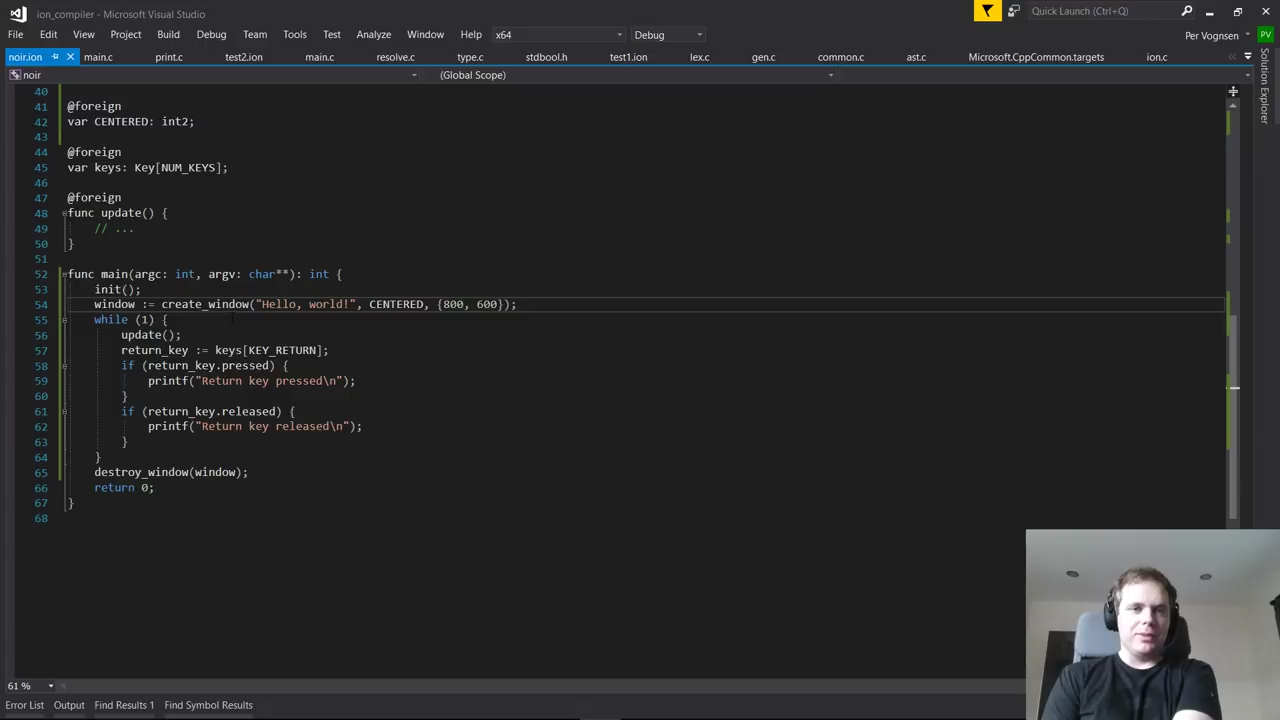 ion_compiler - Microsoft Visual Studio
Quick Launch (Ctrl+Q)
File Edit View Project Build Debug Team Tools Test Analyze Window Help x64 Debug
Per Vognsen PV
noir.ion main.c print.c test2.ion main.c resolve.c type.c stdbool.h test1.ion lex.c gen.c common.c ast.c Microsoft.CppCommon.targets ion.c
noir (Global Scope)
Solution Explorer
40
41 @foreign
42 var CENTERED: int2;
43
44 @foreign
45 var keys: Key[NUM_KEYS];
46
47 @foreign
48 func update() {
49 // ...
50 }
51
52 func main(argc: int, argv: char**): int {
53 init();
54 window := create_window("Hello, world!", CENTERED, {800, 600});
55 while (1) {
56 update();
57 return_key := keys[KEY_RETURN];
58 if (return_key.pressed) {
59 printf("Return key pressed\n");
60 }
61 if (return_key.released) {
62 printf("Return key released\n");
63 }
64 }
65 destroy_window(window);
66 return 0;
67 }
68
61 %
Error List Output Find Results 1 Find Symbol Results